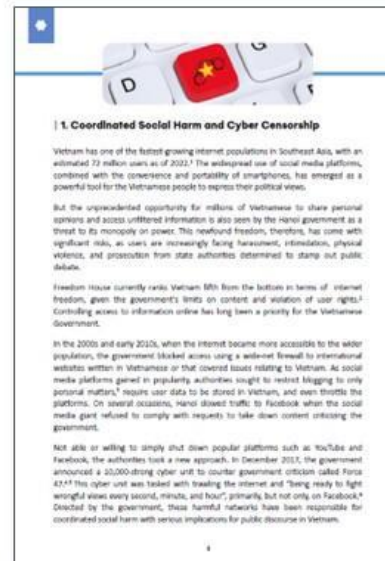 D
G
| 1. Coordinated Social Harm and Cyber Censorship
Vietnam has one of the fastest-growing internet populations in Southeast Asia, with an
estimated 72 million users as of 2022.¹ The widespread use of social media platforms,
combined with the convenience and portability of smartphones, has emerged as a
powerful tool for the Vietnamese people to express their political views.
But the unprecedented opportunity for millions of Vietnamese to share personal
opinions and access unfiltered information is also seen by the Hanoi government as a
threat to its monopoly on power. This newfound freedom, therefore, has come with
significant risks, as users are increasingly facing harassment, intimidation, physical
violence, and prosecution from state authorities determined to stamp out public
debate.
Freedom House currently ranks Vietnam fifth from the bottom in terms of internet
freedom, given the government's limits on content and violation of user rights.²
Controlling access to information online has long been a priority for the Vietnamese
Government.
In the 2000s and early 2010s, when the internet became more accessible to the wider
population, the government blocked access using a wide-net firewall to international
websites written in Vietnamese or that covered issues relating to Vietnam. As social
media platforms gained in popularity, authorities sought to restrict blogging to only
personal matters, require user data to be stored in Vietnam, and even throttle the
platforms. On several occasions, Hanoi slowed traffic to Facebook when the social
media giant refused to comply with requests to take down content criticizing the
government.
Not able or willing to simply shut down popular platforms such as YouTube and
Facebook, the authorities took a new approach. In December 2017, the government
announced a 10,000-strong cyber unit to counter government criticism called Force
47. This cyber unit was tasked with trawling the internet and "being ready to fight
wrongful views every second, minute, and hour", primarily, but not only, on Facebook.
Directed by the government, these harmful networks have been responsible for
coordinated social harm with serious implications for public discourse in Vietnam.